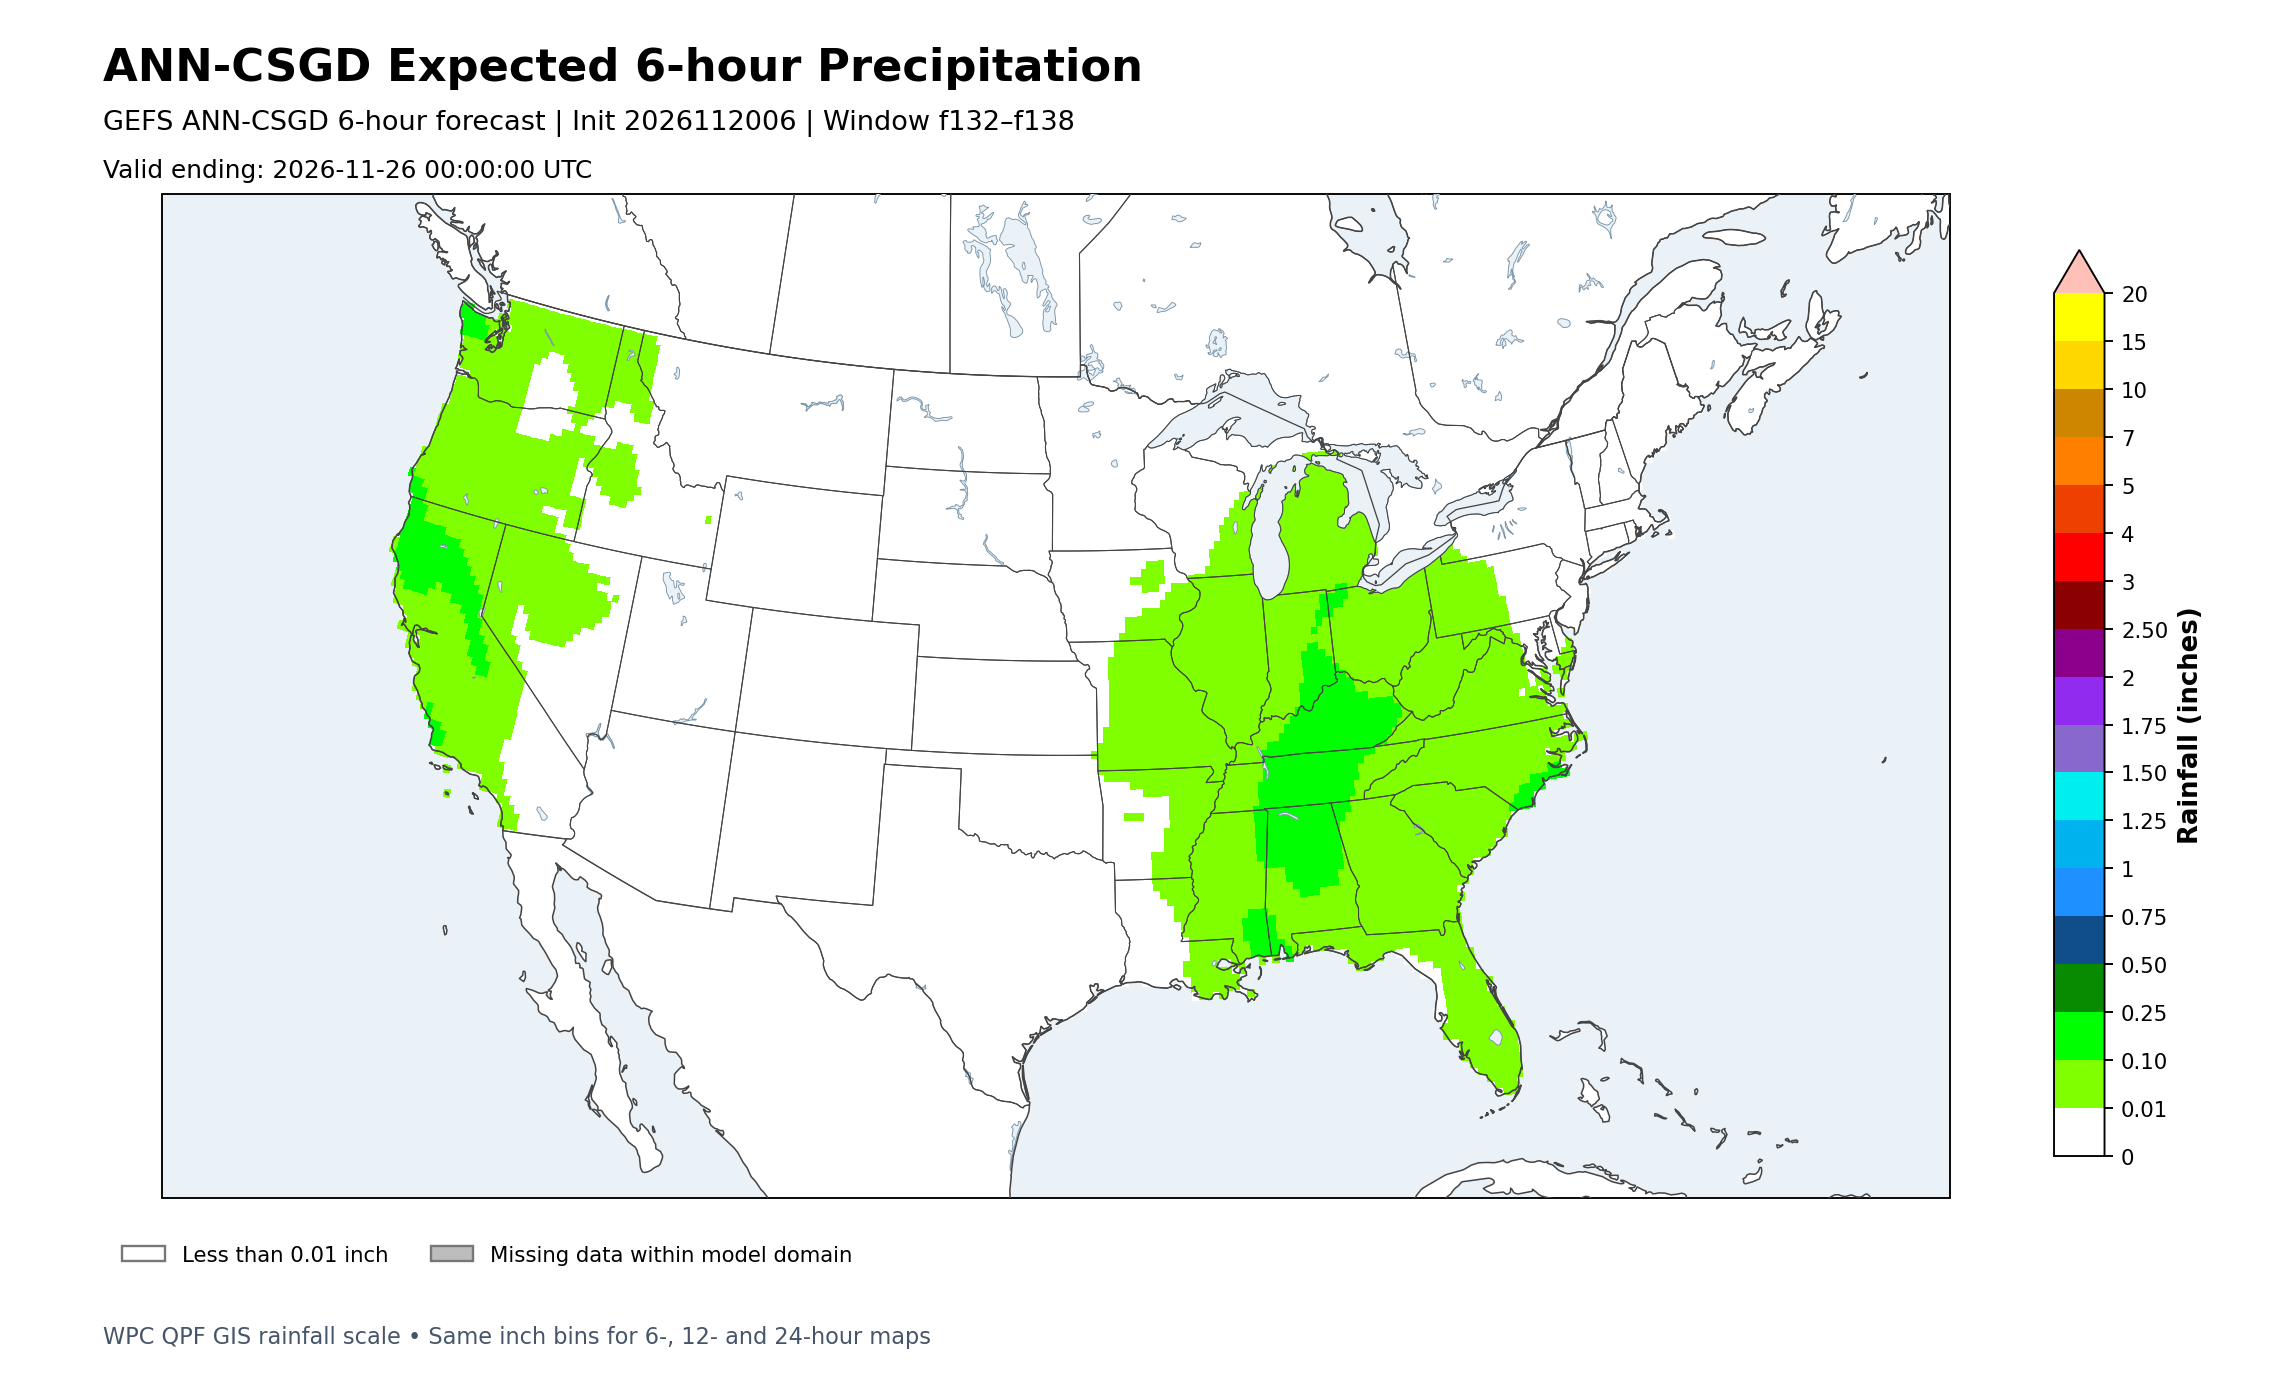 ANN-CSGD Expected 6-hour Precipitation
GEFS ANN-CSGD 6-hour forecast | Init 2026112006 | Window f132–f138
Valid ending: 2026-11-26 00:00:00 UTC
20
15
10
7
5
4
3
2.50
2
1.75
1.50
1.25
1
0.75
0.50
0.25
0.10
0.01
0
Rainfall (inches)
Less than 0.01 inch
Missing data within model domain
WPC QPF GIS rainfall scale • Same inch bins for 6-, 12- and 24-hour maps